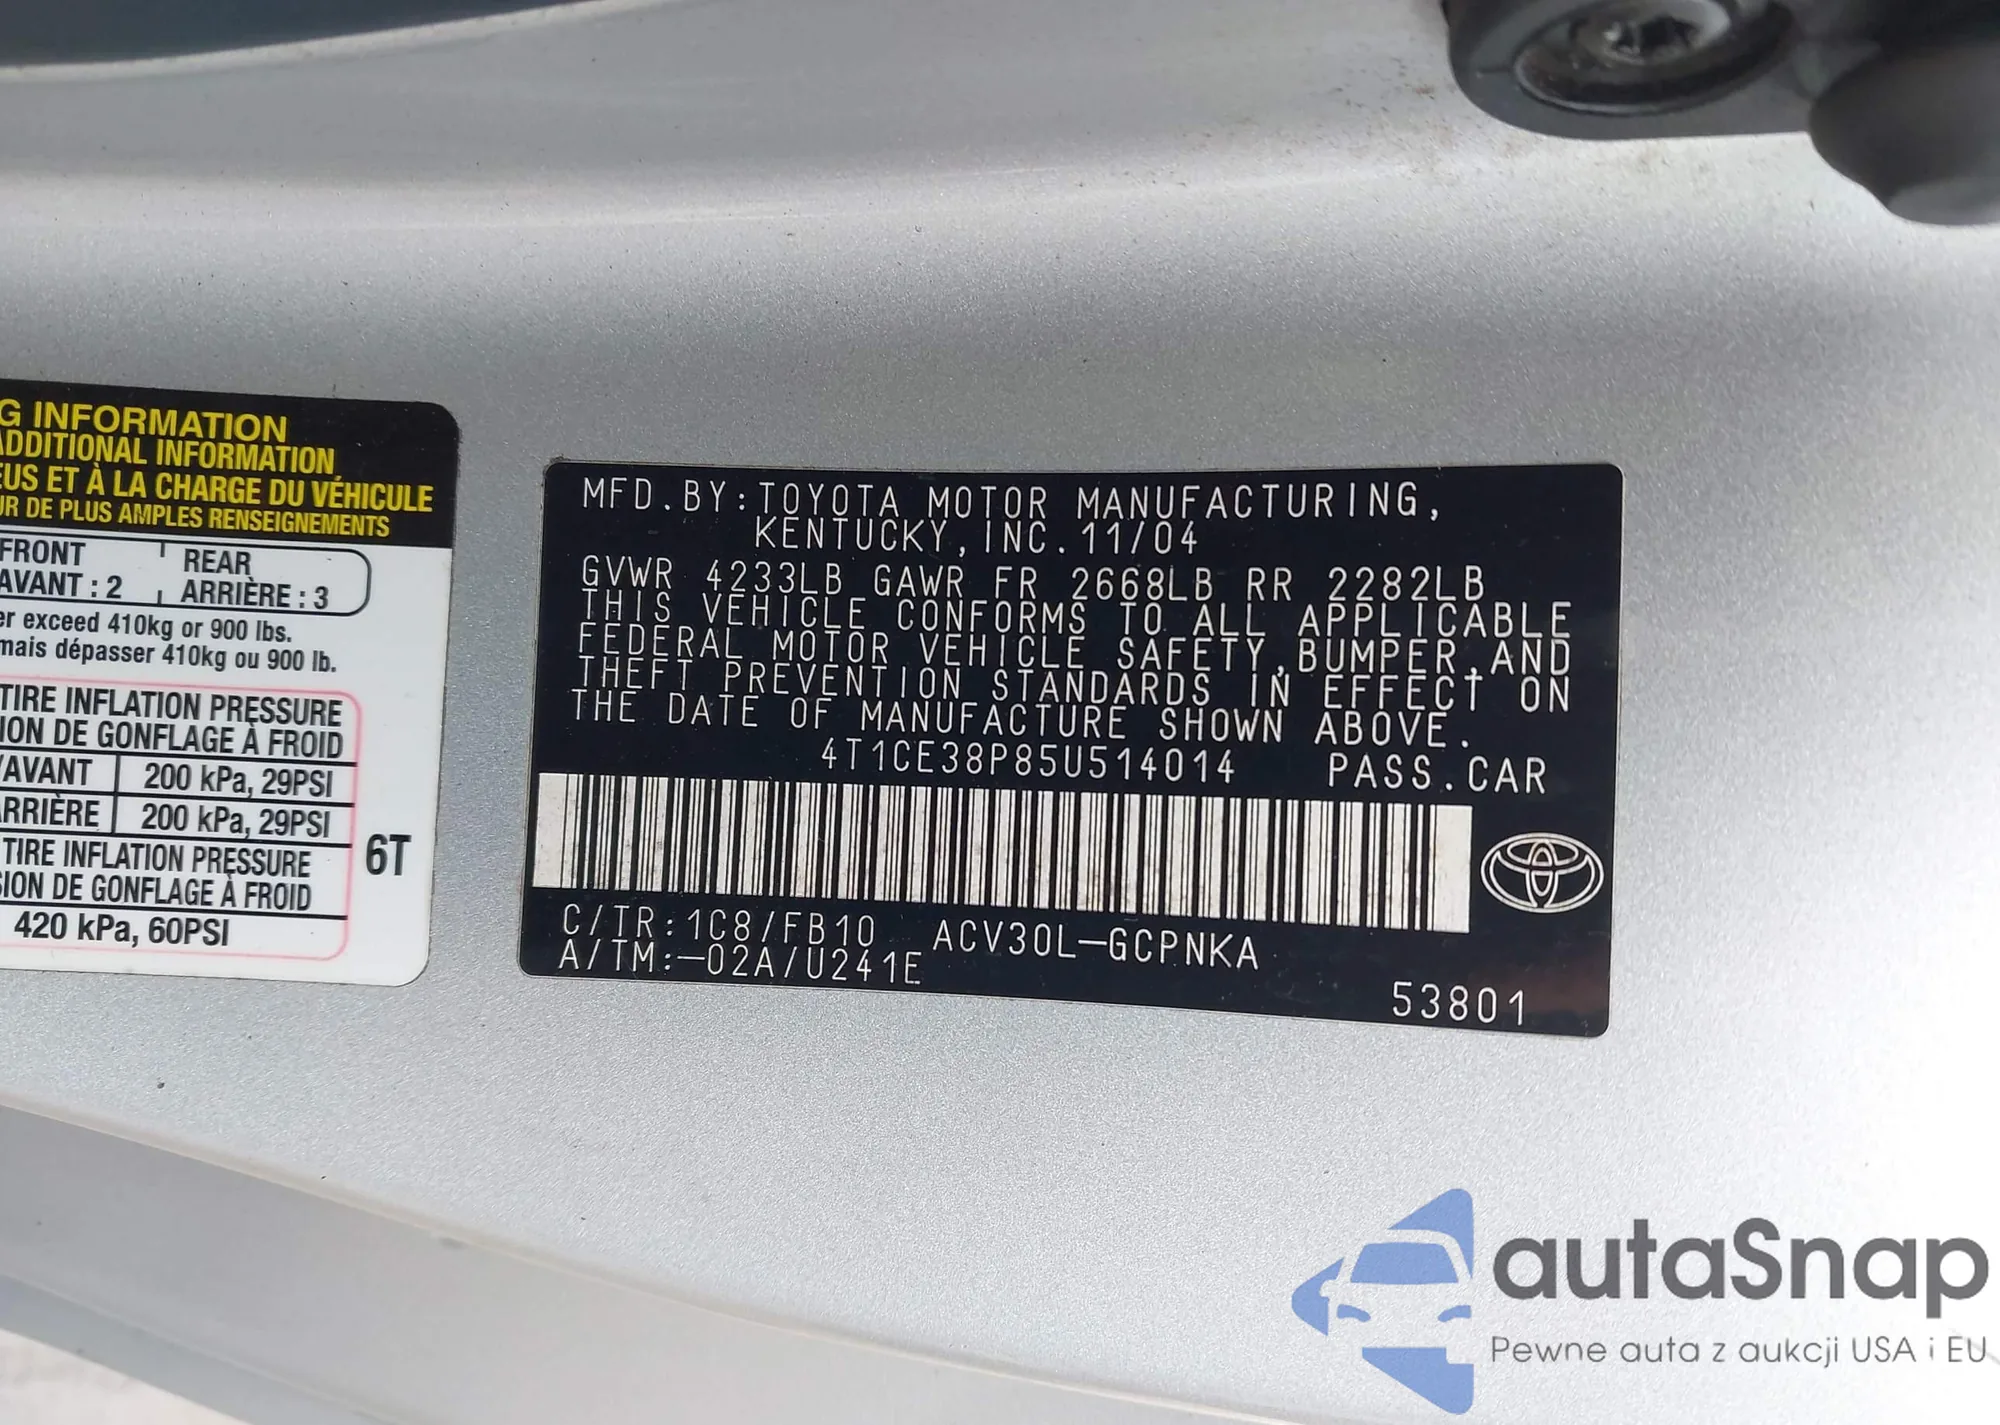 G INFORMATION
ADDITIONAL INFORMATION
EUS ET À LA CHARGE DU VÉHICULE
UR DE PLUS AMPLES RENSEIGNEMENTS
FRONT
AVANT : 2
REAR
ARRIÈRE : 3
er exceed 410kg or 900 lbs.
mais dépasser 410kg ou 900 lb.
TIRE INFLATION PRESSURE
ION DE GONFLAGE À FROID
/AVANT 200 kPa, 29PSI
ARRIÈRE 200 kPa, 29PSI
TIRE INFLATION PRESSURE
SION DE GONFLAGE À FROID
420 kPa, 60PSI
6T
MFD.BY:TOYOTA MOTOR MANUFACTURING,
KENTUCKY,INC.11/04
GVWR 4233LB GAWR FR 2668LB RR 2282LB
THIS VEHICLE CONFORMS TO ALL APPLICABLE
FEDERAL MOTOR VEHICLE SAFETY,BUMPER,AND
THEFT PREVENTION STANDARDS IN EFFECT ON
THE DATE OF MANUFACTURE SHOWN ABOVE.
4T1CE38P85U514014 PASS.CAR
C/TR:1C8/FB10 ACV30L-GCPNKA
A/TM:-02A/U241E
53801
autaSnap
Pewne auta z aukcji USA i EU